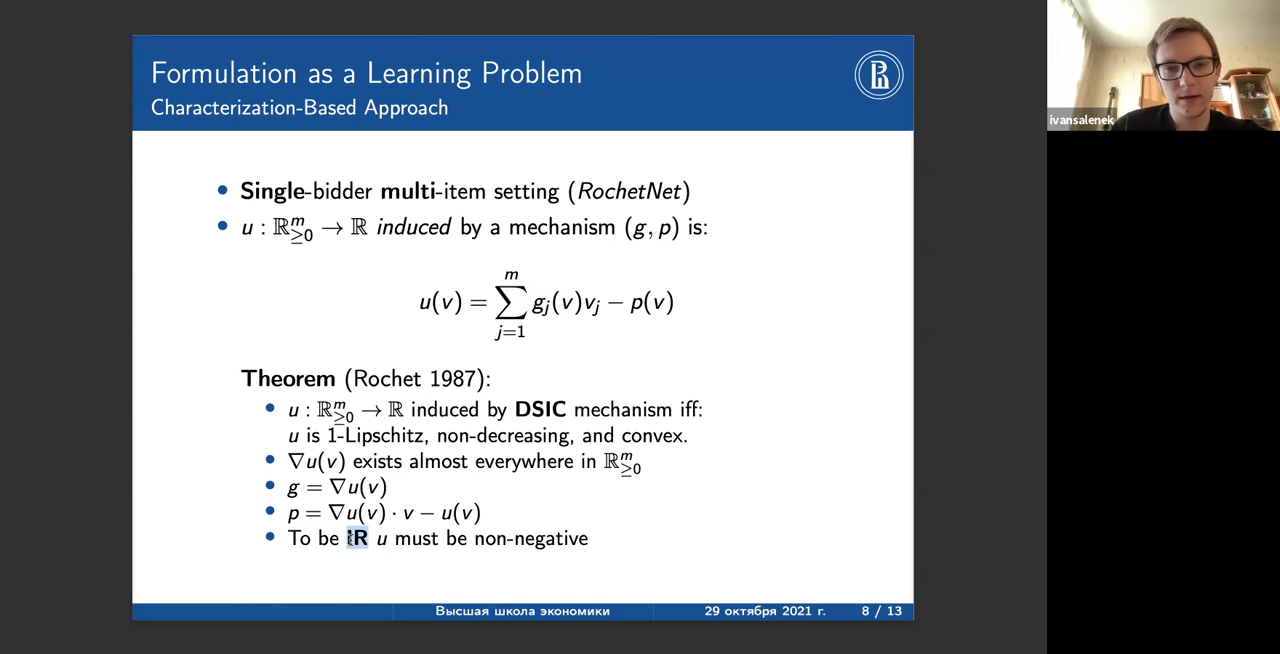 Formulation as a Learning Problem
Characterization-Based Approach
ivansalenek
• Single-bidder multi-item setting (RochetNet)
• u : ℝ^m_≥0 → ℝ induced by a mechanism (g, p) is:
u(v) = ∑_{j=1}^{m} g_j(v)v_j − p(v)
Theorem (Rochet 1987):
• u : ℝ^m_≥0 → ℝ induced by DSIC mechanism iff:
u is 1-Lipschitz, non-decreasing, and convex.
• ∇u(v) exists almost everywhere in ℝ^m_≥0
• g = ∇u(v)
• p = ∇u(v) · v − u(v)
• To be IR u must be non-negative
Высшая школа экономики 29 октября 2021 г. 8 / 13